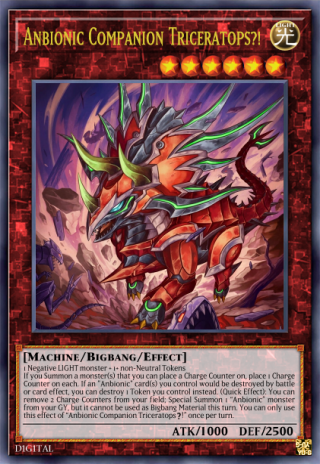 Anbionic Companion Triceratops?!
LIGHT
光
[Machine/Bigbang/Effect]
1 Negative LIGHT monster + 1+ non-Neutral Tokens
If you Summon a monster(s) that you can place a Charge Counter on, place 1 Charge
Counter on each. If an "Anbionic" card(s) you control would be destroyed by battle
or card effect, you can destroy 1 Token you control instead. (Quick Effect): You can
remove 2 Charge Counters from your field; Special Summon 1 "Anbionic" monster
from your GY, but it cannot be used as Bigbang Material this turn. You can only use
this effect of "Anbionic Companion Triceratops?!" once per turn.
ATK/1000 DEF/2500
DIGITAL